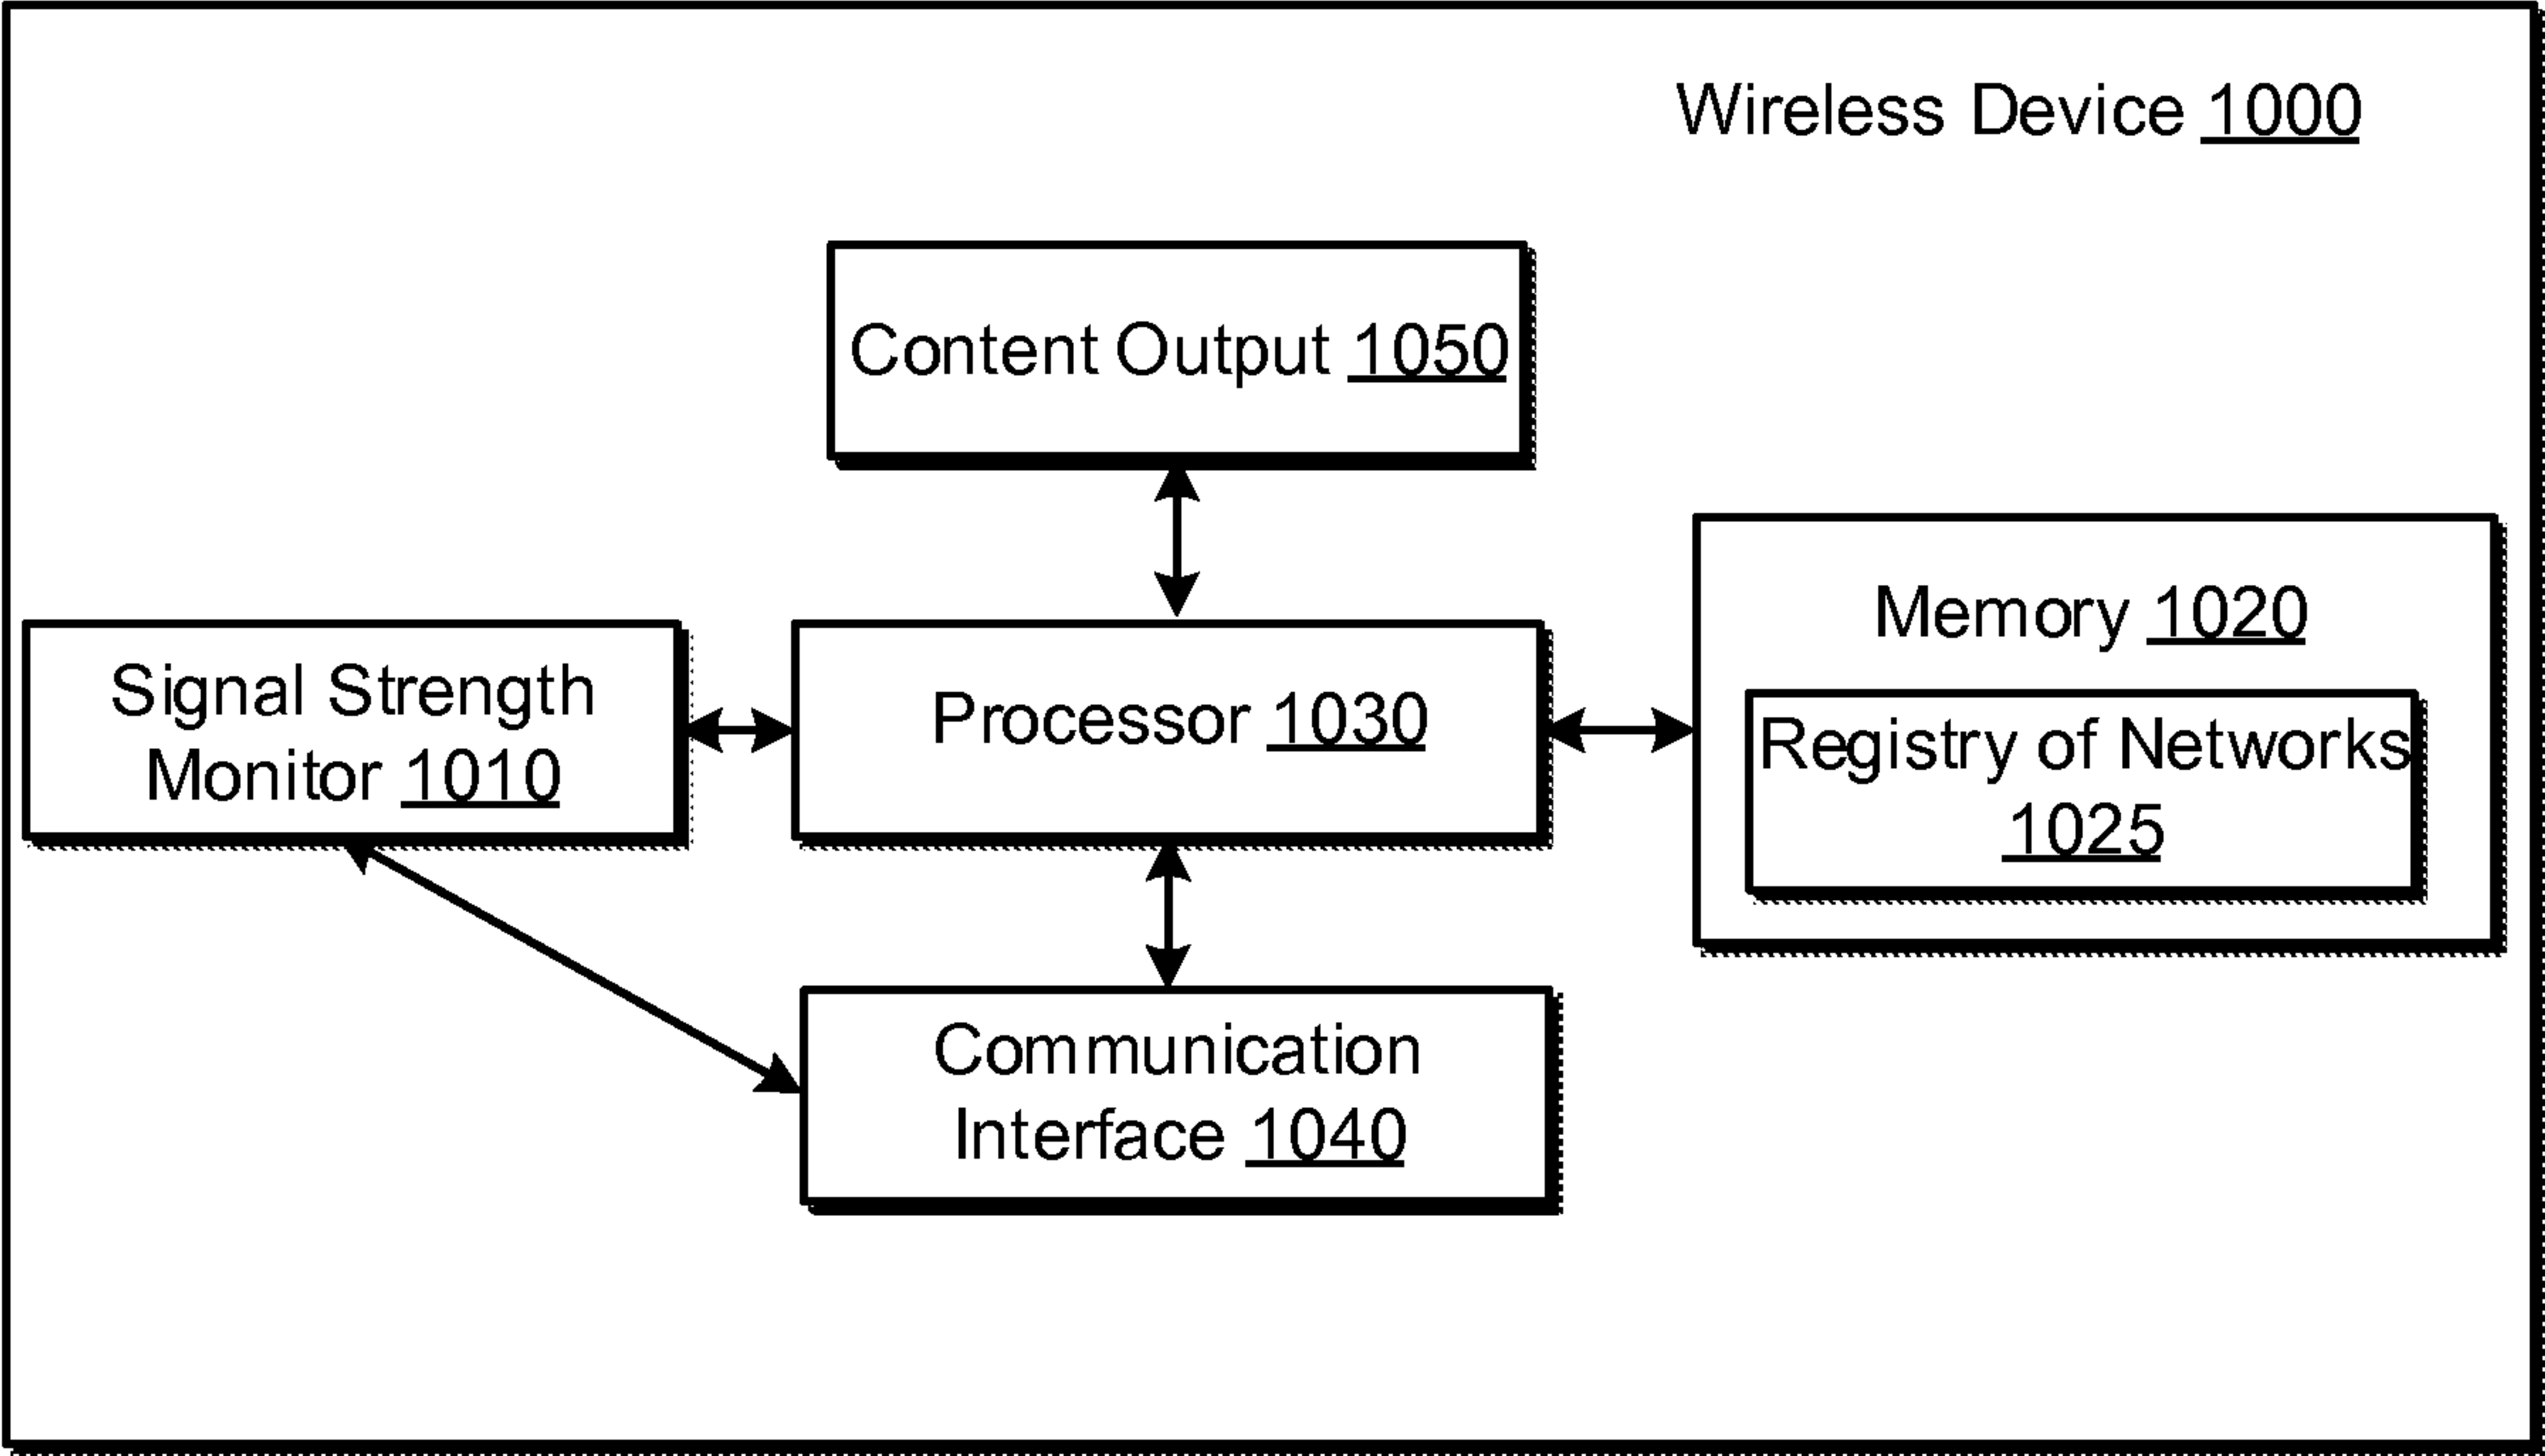 Wireless Device 1000
Content Output 1050
Signal Strength
Monitor 1010
Processor 1030
Memory 1020
Registry of Networks
1025
Communication
Interface 1040